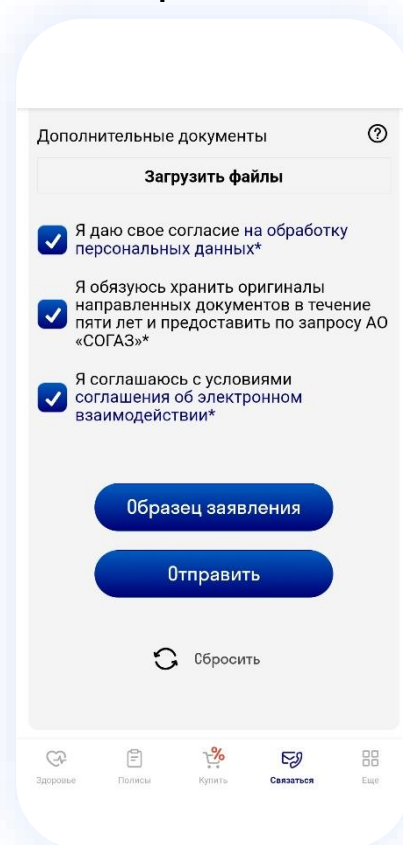 Дополнительные документы
Загрузить файлы
Я даю свое согласие на обработку
персональных данных*
Я обязуюсь хранить оригиналы
направленных документов в течение
пяти лет и предоставить по запросу АО
«СОГАЗ»*
Я соглашаюсь с условиями
соглашения об электронном
взаимодействии*
Образец заявления
Отправить
Сбросить
Здоровье Полисы Купить Связаться Еще